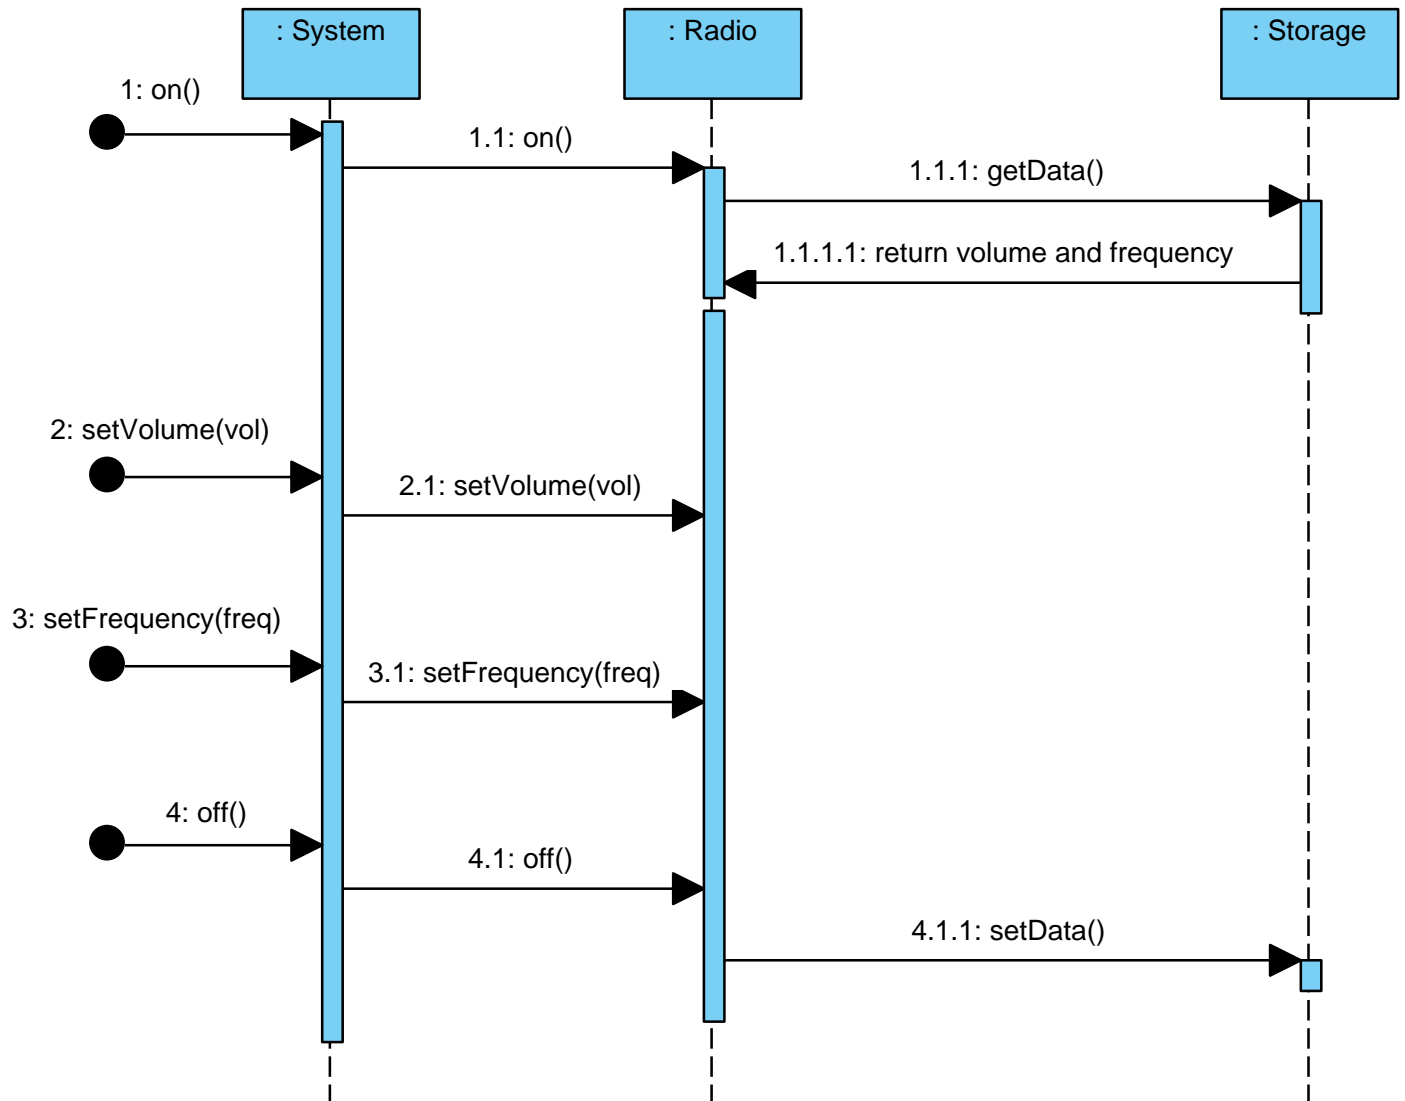 : System
: Radio
: Storage
1: on()
1.1: on()
1.1.1: getData()
1.1.1.1: return volume and frequency
2: setVolume(vol)
2.1: setVolume(vol)
3: setFrequency(freq)
3.1: setFrequency(freq)
4: off()
4.1: off()
4.1.1: setData()